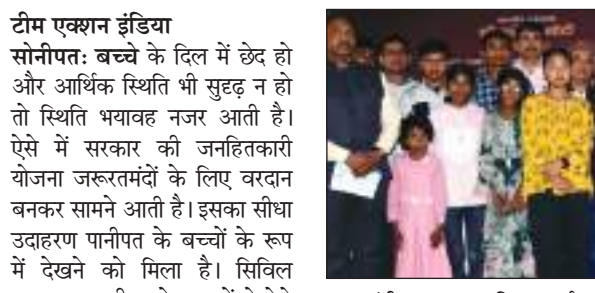 टीम एक्शन इंडिया
सोनीपतः बच्चे के दिल में छेद हो
और आर्थिक स्थिति भी सुदृढ़ न हो
तो स्थिति भयावह नजर आती है।
ऐसे में सरकार की जनहितकारी
योजना जरूरतमंदों के लिए वरदान
बनकर सामने आती है। इसका सीधा
उदाहरण पानीपत के बच्चों के रूप
में देखने को मिला है। सिविल